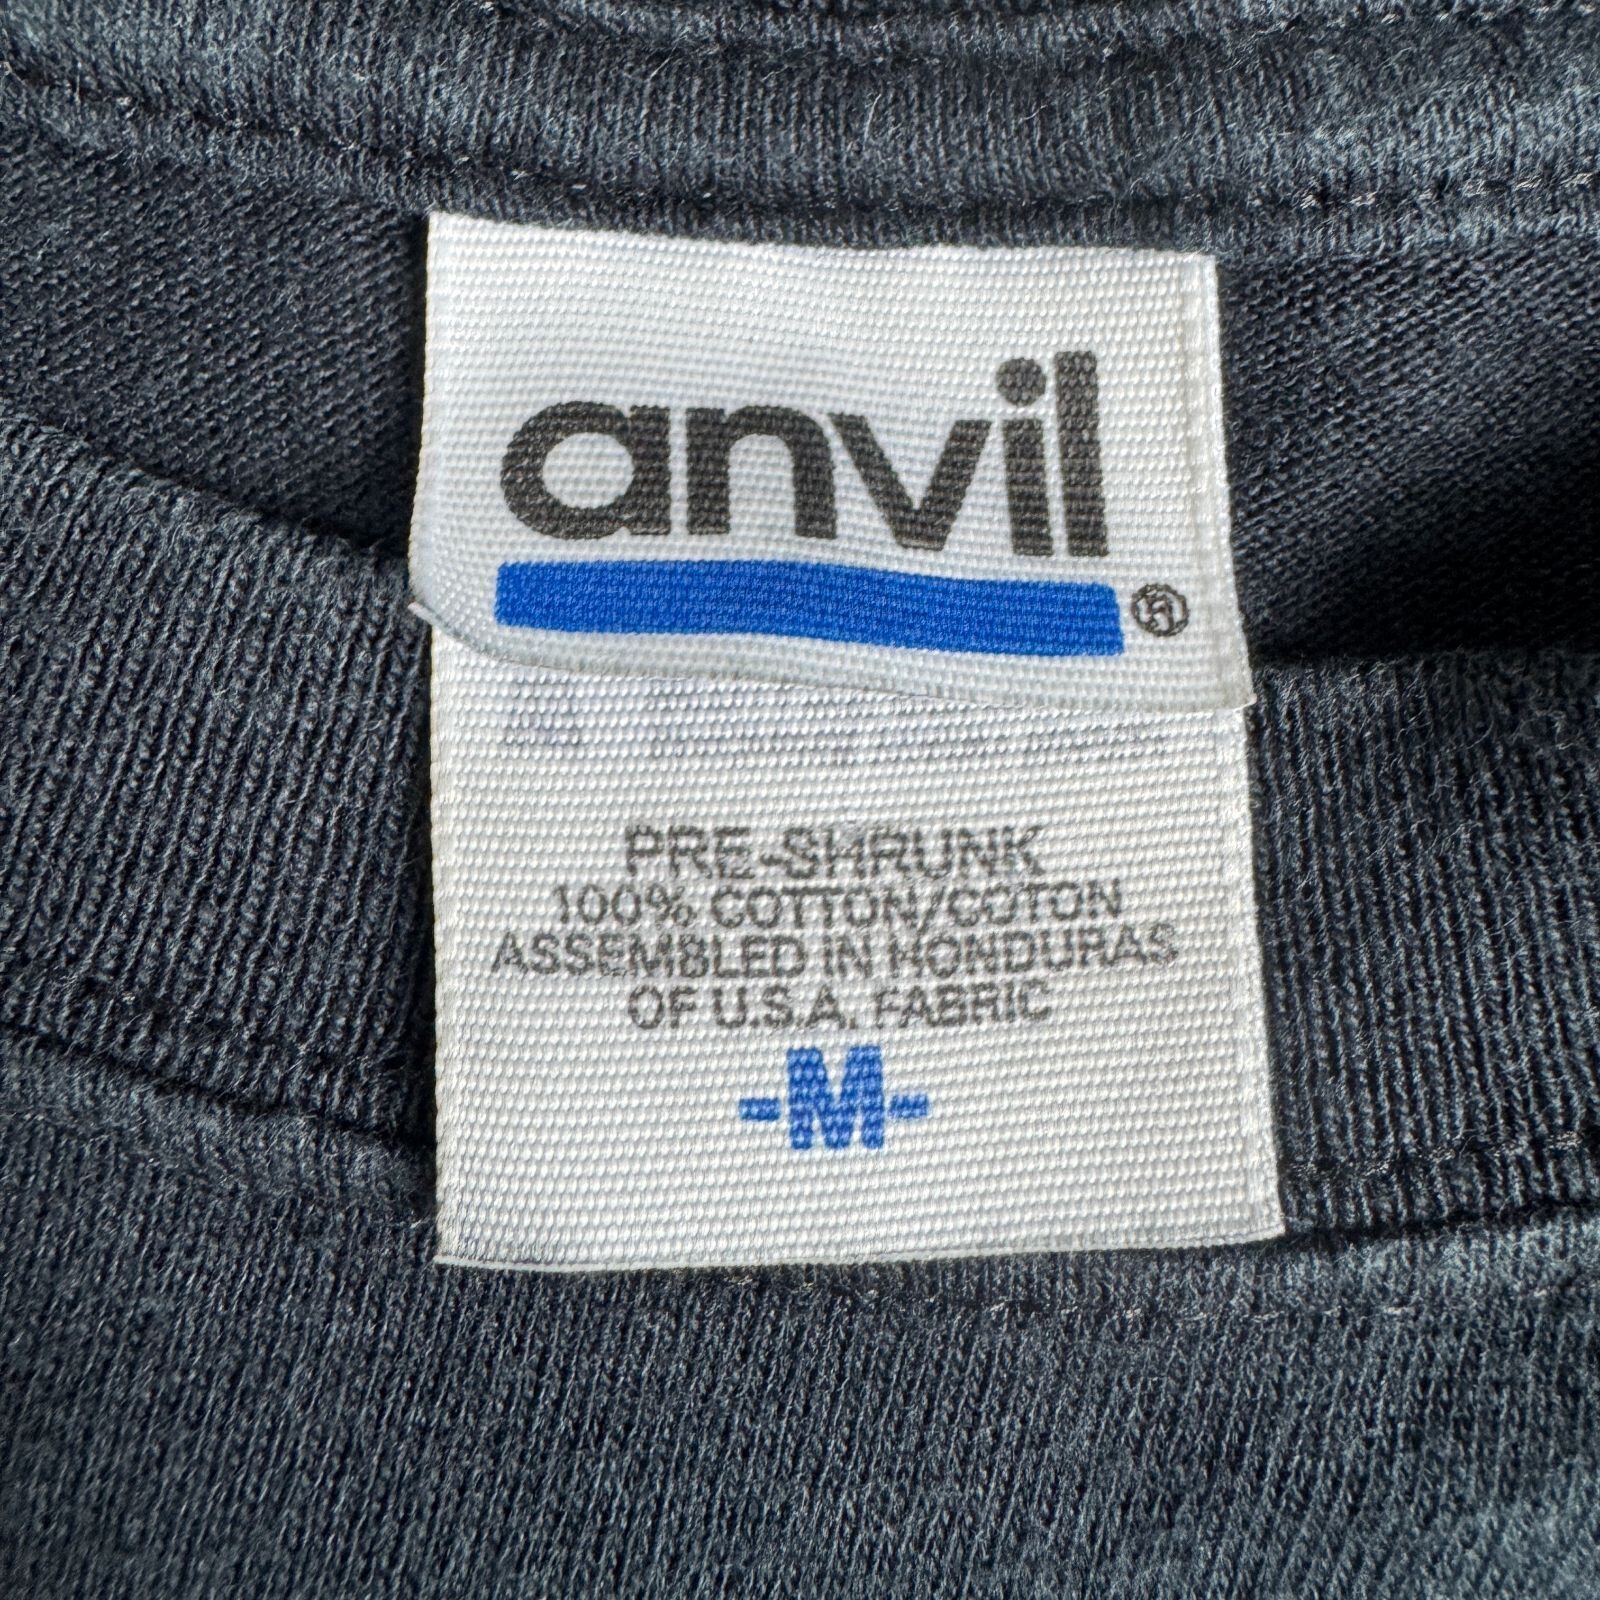 anvil
®
PRE-SHRUNK
100% COTTON/COTON
ASSEMBLED IN HONDURAS
OF U.S.A. FABRIC
-M-